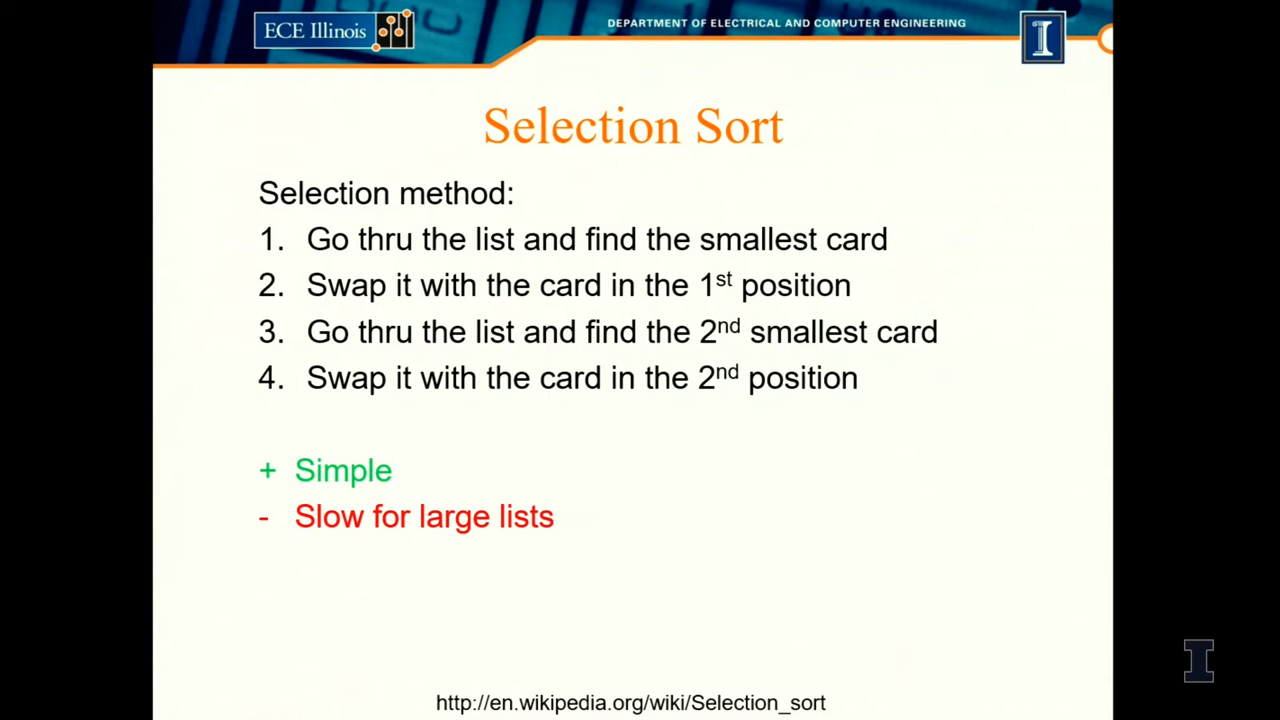 ECE Illinois
DEPARTMENT OF ELECTRICAL AND COMPUTER ENGINEERING
I
Selection Sort
Selection method:
1. Go thru the list and find the smallest card
2. Swap it with the card in the 1st position
3. Go thru the list and find the 2nd smallest card
4. Swap it with the card in the 2nd position
+ Simple
- Slow for large lists
http://en.wikipedia.org/wiki/Selection_sort
I